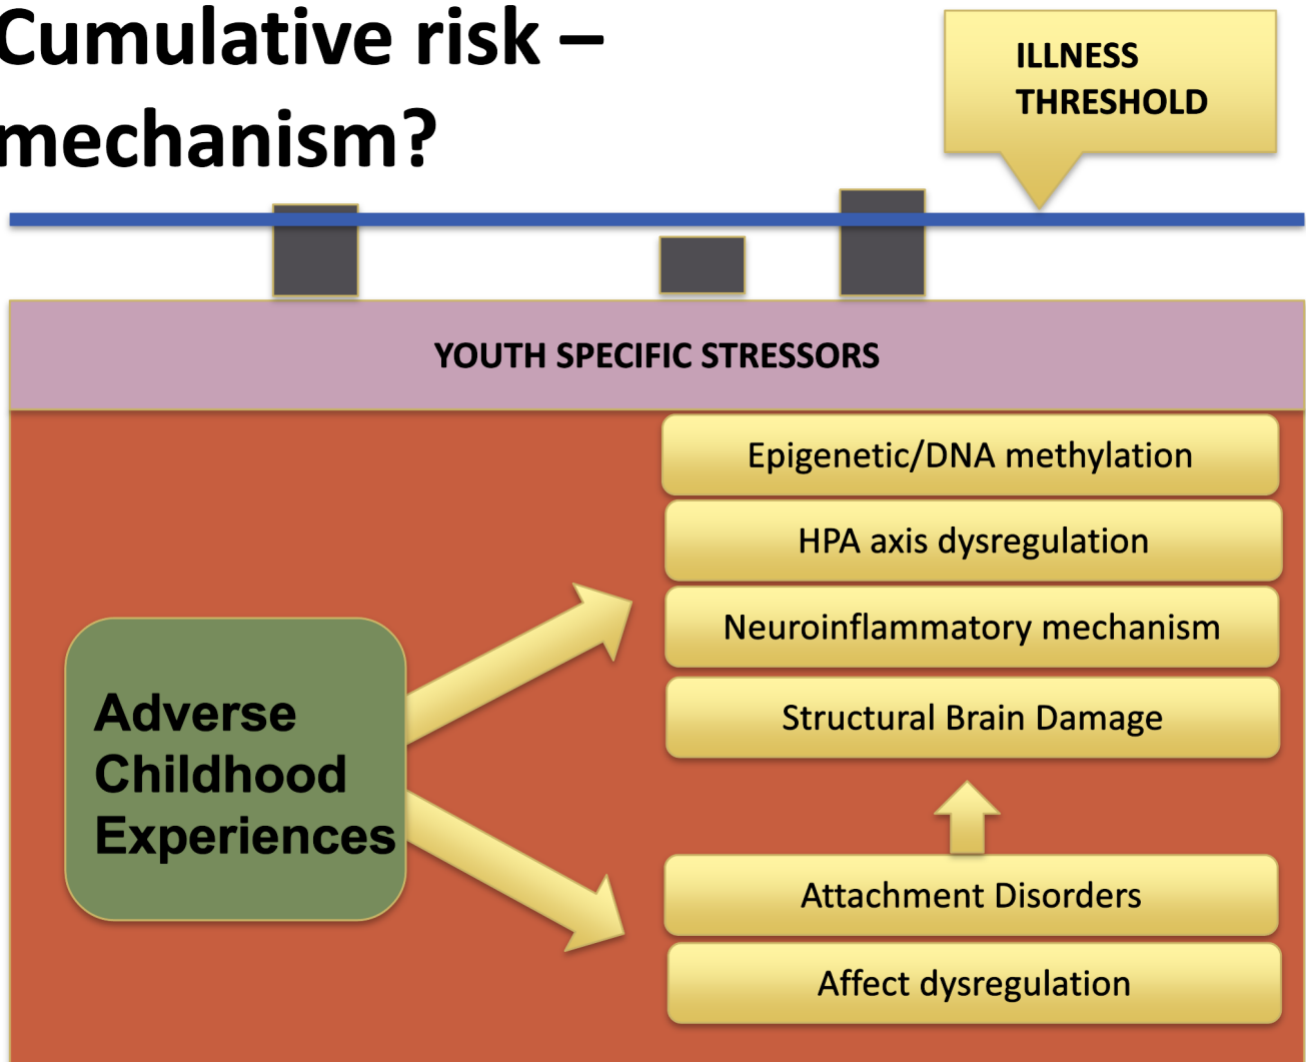 Cumulative risk –
mechanism?
ILLNESS
THRESHOLD
YOUTH SPECIFIC STRESSORS
Epigenetic/DNA methylation
HPA axis dysregulation
Neuroinflammatory mechanism
Structural Brain Damage
Adverse
Childhood
Experiences
Attachment Disorders
Affect dysregulation